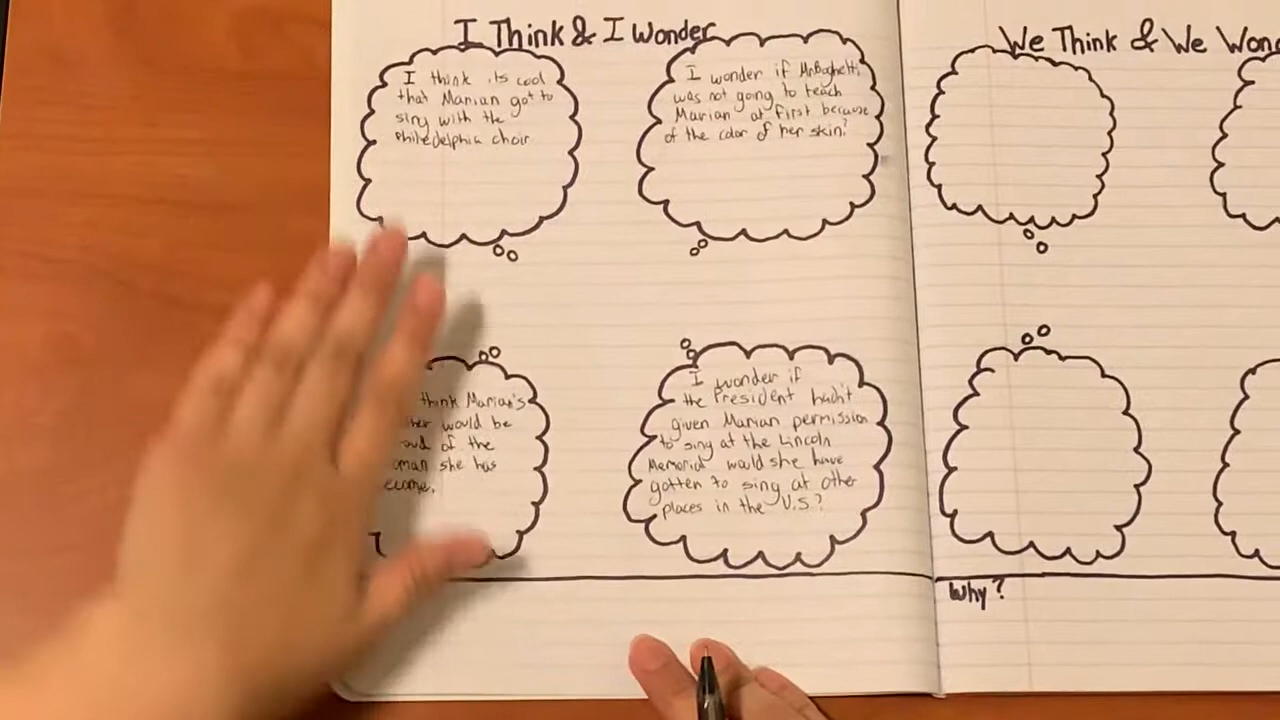 I Think & I Wonder
I think its cool
that Marian got to
sing with the
Philedelphia choir
I wonder if Mr.Boghetti
was not going to teach
Marian at first because
of the color of her skin?
think Marian's
would be
of the
she has
I wonder if
the President hadn't
given Marian permission
to sing at the Lincoln
Memorial would she have
gotten to sing at other
places in the U.S?
We Think & We Won
Why?